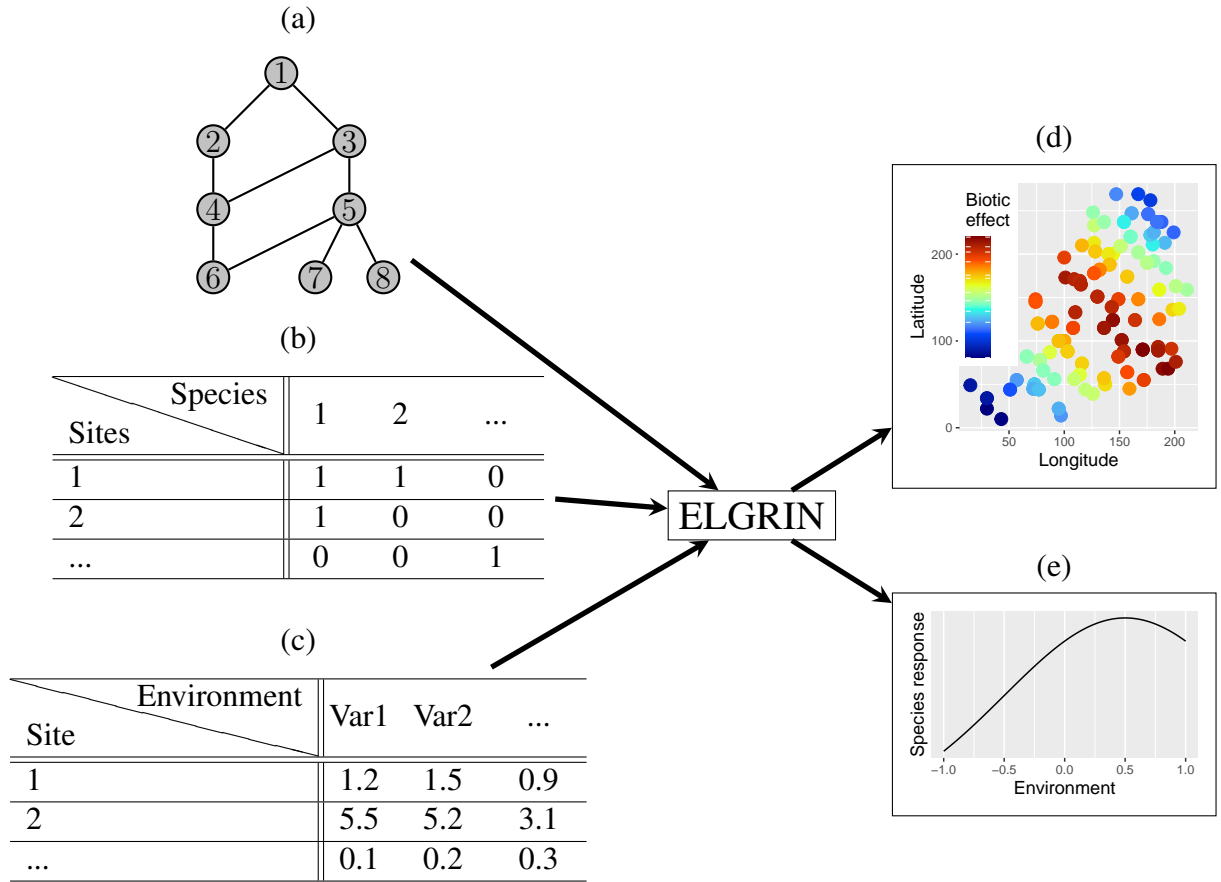 (a)
1
2 3
4 5
6 7 8
(b)
Species
Sites
1 2 ...
1 1 1 0
2 1 0 0
... 0 0 1
(c)
Environment
Site
Var1 Var2 ...
1 1.2 1.5 0.9
2 5.5 5.2 3.1
... 0.1 0.2 0.3
ELGRIN
(d)
Biotic
effect
Latitude
200
100
0
50 100 150 200
Longitude
(e)
Species response
−1.0 −0.5 0.0 0.5 1.0
Environment